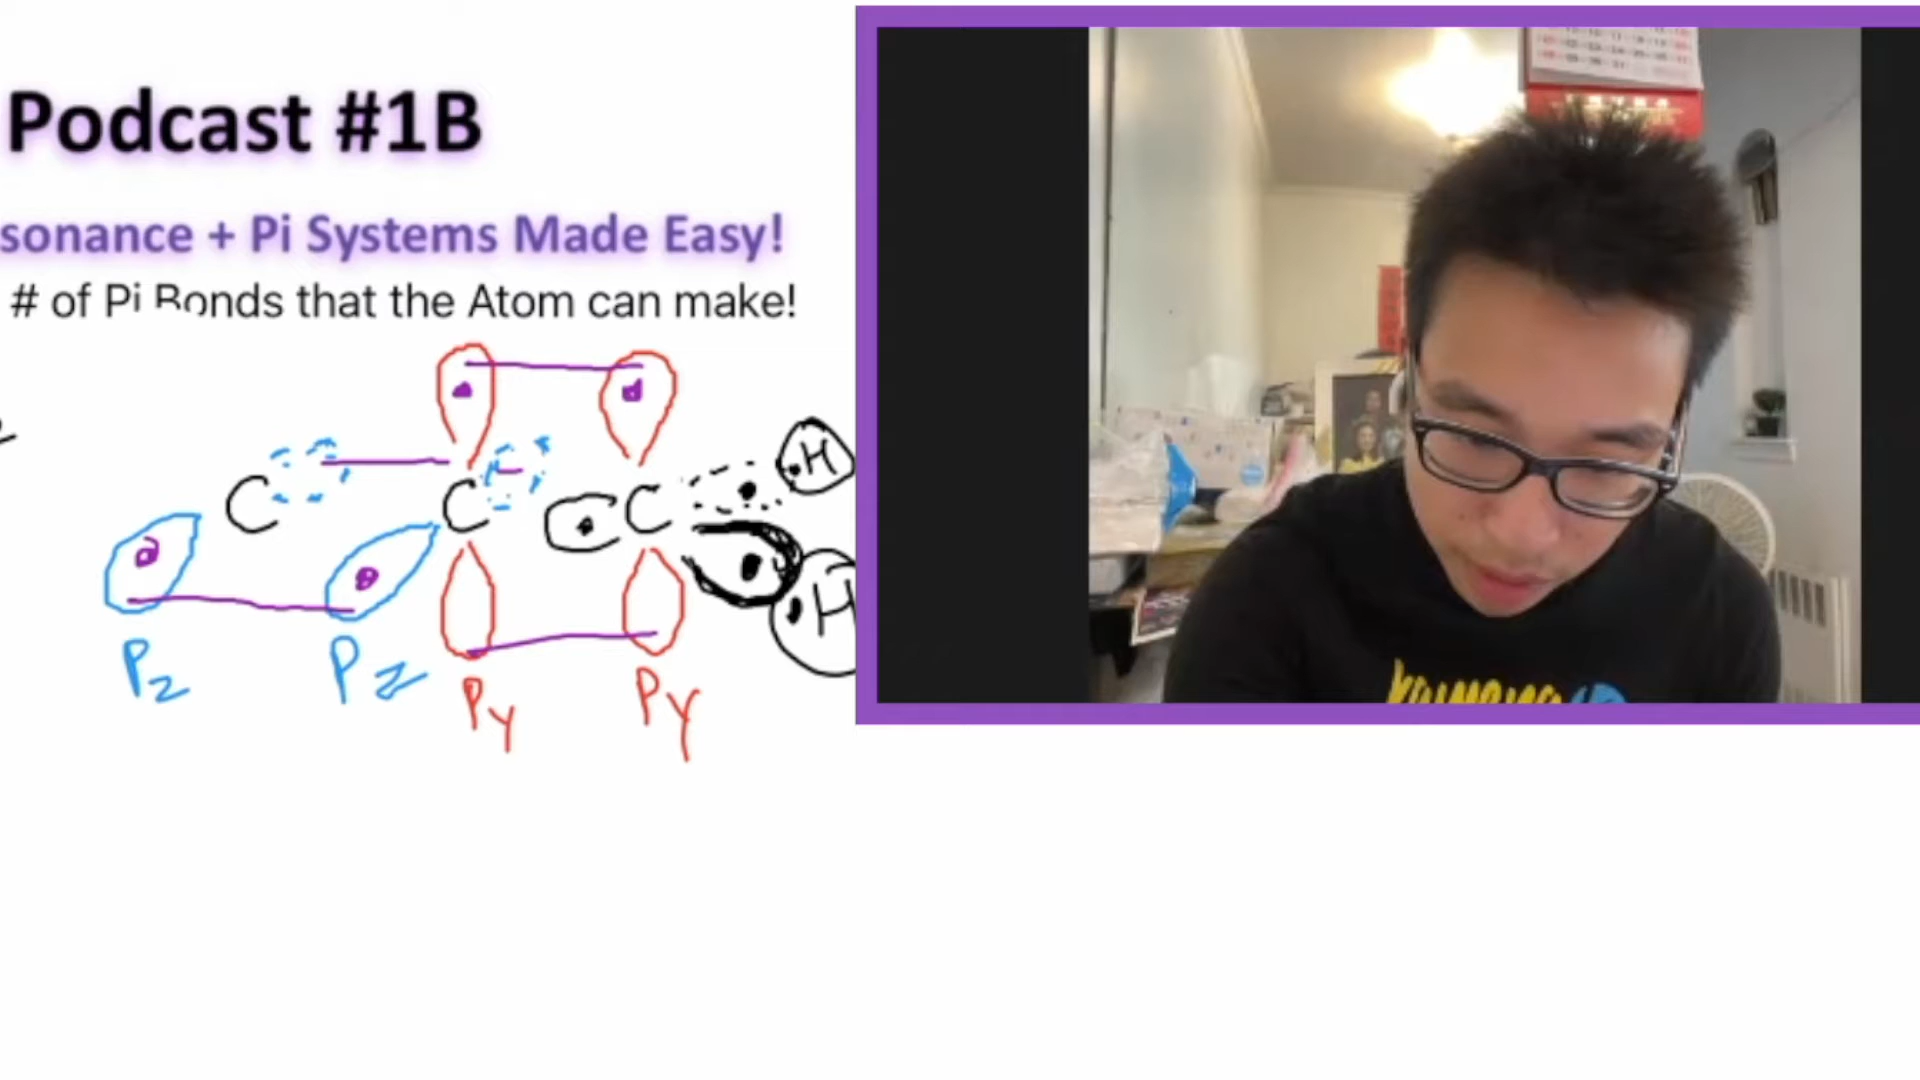 Podcast #1B
sonance + Pi Systems Made Easy!
# of Pi Bonds that the Atom can make!
C C C H
H
Pz Pz Py Py